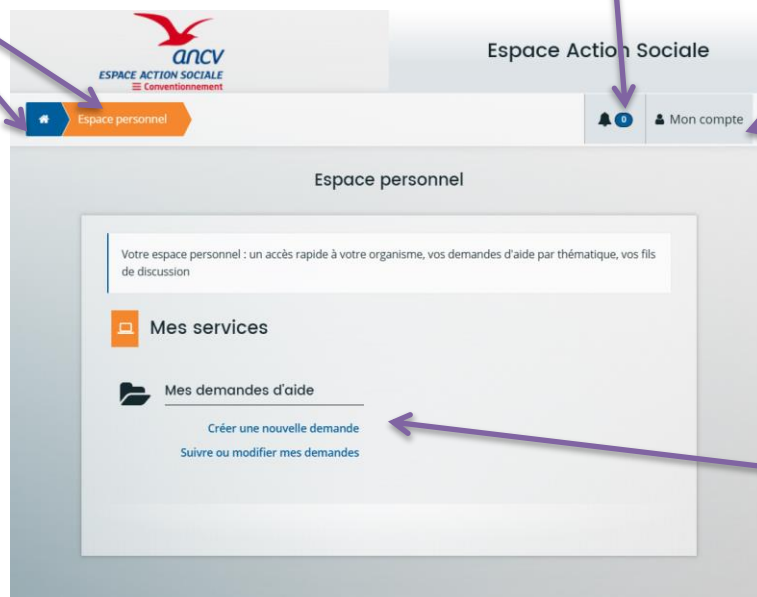 ancv
ESPACE ACTION SOCIALE
Conventionnement
Espace Action Sociale
Espace personnel
0
Mon compte
Espace personnel
Votre espace personnel : un accès rapide à votre organisme, vos demandes d'aide par thématique, vos fils
de discussion
Mes services
Mes demandes d'aide
Créer une nouvelle demande
Suivre ou modifier mes demandes